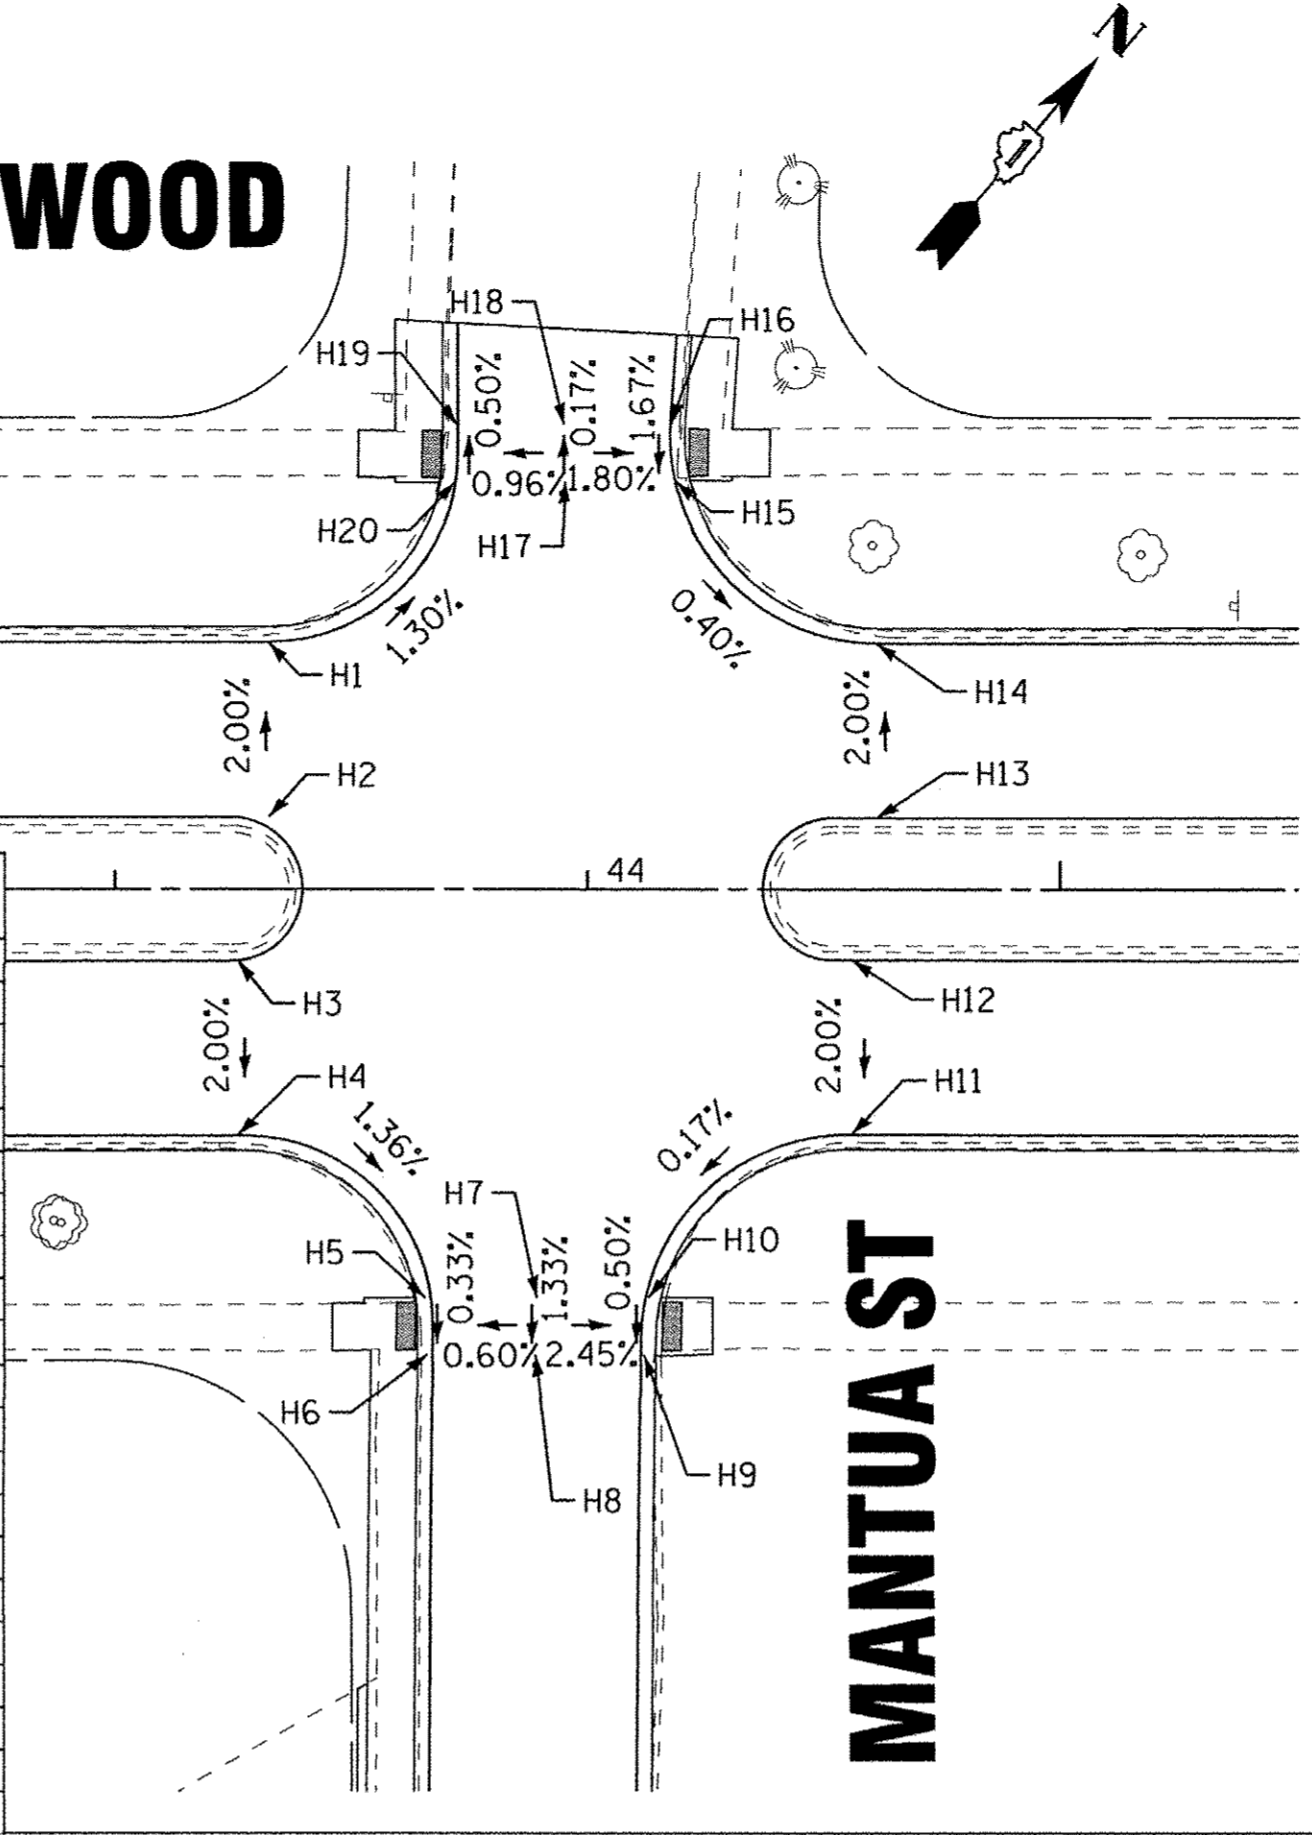 N
WOOD
H18
H16
H19
0.50%
0.17%
1.67%
0.96%
1.80%
H20
H17
H15
1.30%
0.40%
H1
H14
2.00%
2.00%
H2
H13
44
H3
H12
2.00%
2.00%
H4
H11
1.36%
0.17%
H7
H5
H10
0.33%
1.33%
0.50%
0.60%
2.45%
H6
H9
H8
MANTUA ST